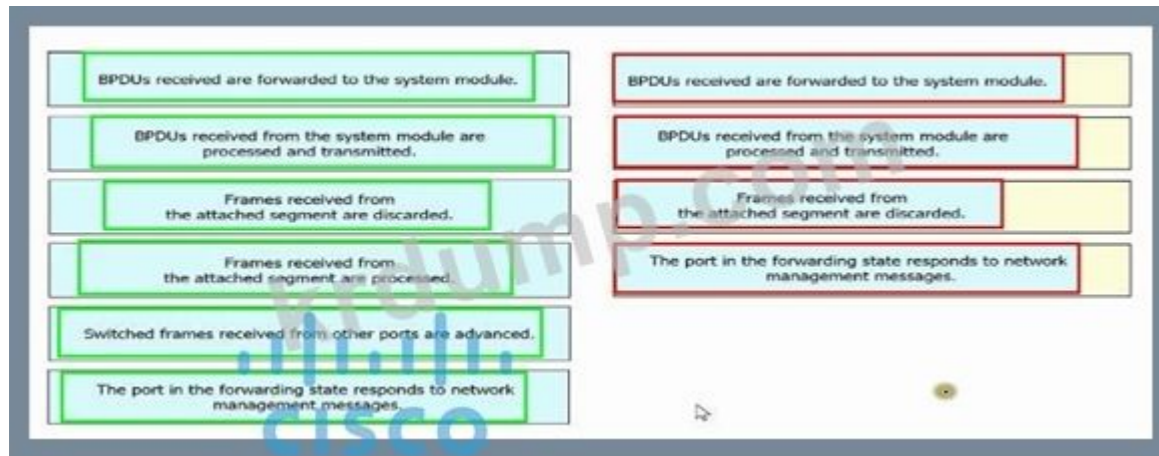 BPDUs received are forwarded to the system module.
BPDUs received from the system module are
processed and transmitted.
Frames received from
the attached segment are discarded.
Frames received from
the attached segment are processed.
Switched frames received from other ports are advanced.
The port in the forwarding state responds to network
management messages.
BPDUs received are forwarded to the system module.
BPDUs received from the system module are
processed and transmitted.
Frames received from
the attached segment are discarded.
The port in the forwarding state responds to network
management messages.
krdump.com
CISCO